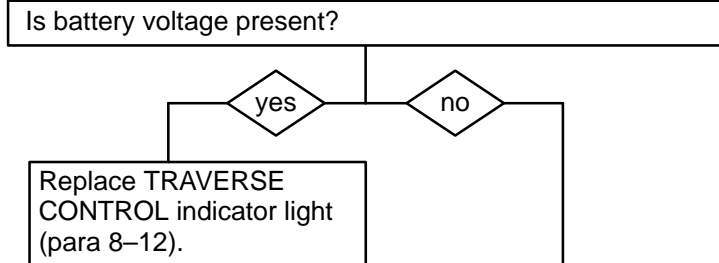 Is battery voltage present?
yes
no
Replace TRAVERSE
CONTROL indicator light
(para 8–12).